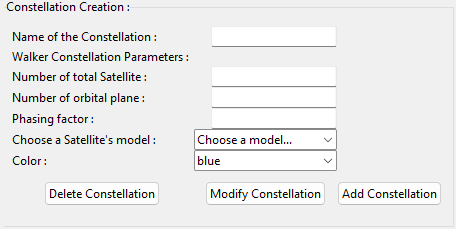 Constellation Creation :
Name of the Constellation :
Walker Constellation Parameters :
Number of total Satellite :
Number of orbital plane :
Phasing factor :
Choose a Satellite's model : Choose a model...
Color : blue
Delete Constellation Modify Constellation Add Constellation